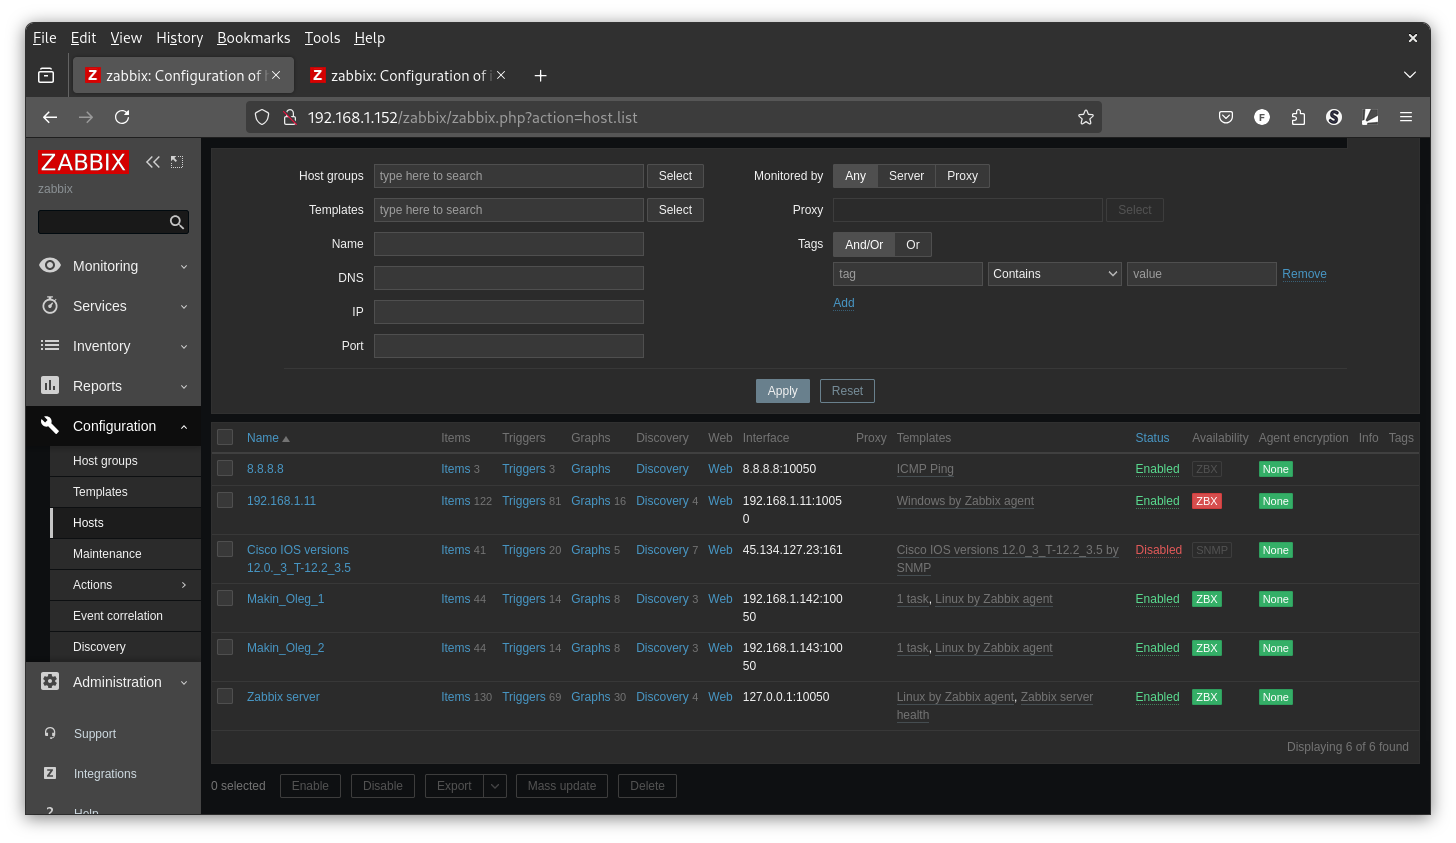 File Edit View History Bookmarks Tools Help
zabbix: Configuration of
zabbix: Configuration of
192.168.1.152/zabbix/zabbix.php?action=host.list
F
S
ZABBIX
zabbix
Monitoring
Services
Inventory
Reports
Configuration
Host groups
Templates
Hosts
Maintenance
Actions
Event correlation
Discovery
Administration
Support
Integrations
Help
Host groups type here to search Select
Templates type here to search Select
Name
DNS
IP
Port
Monitored by Any Server Proxy
Proxy Select
Tags And/Or Or
tag Contains value Remove
Add
Apply Reset
Name Items Triggers Graphs Discovery Web Interface Proxy Templates Status Availability Agent encryption Info Tags
8.8.8.8 Items 3 Triggers 3 Graphs Discovery Web 8.8.8.8:10050 ICMP Ping Enabled ZBX None
192.168.1.11 Items 122 Triggers 81 Graphs 16 Discovery 4 Web 192.168.1.11:1005 Windows by Zabbix agent Enabled ZBX None
0
Cisco IOS versions Items 41 Triggers 20 Graphs 5 Discovery 7 Web 45.134.127.23:161 Cisco IOS versions 12.0_3_T-12.2_3.5 by Disabled SNMP None
12.0._3_T-12.2_3.5 SNMP
Makin_Oleg_1 Items 44 Triggers 14 Graphs 8 Discovery 3 Web 192.168.1.142:100 1 task, Linux by Zabbix agent Enabled ZBX None
50
Makin_Oleg_2 Items 44 Triggers 14 Graphs 8 Discovery 3 Web 192.168.1.143:100 1 task, Linux by Zabbix agent Enabled ZBX None
50
Zabbix server Items 130 Triggers 69 Graphs 30 Discovery 4 Web 127.0.0.1:10050 Linux by Zabbix agent, Zabbix server Enabled ZBX None
health
Displaying 6 of 6 found
0 selected Enable Disable Export Mass update Delete